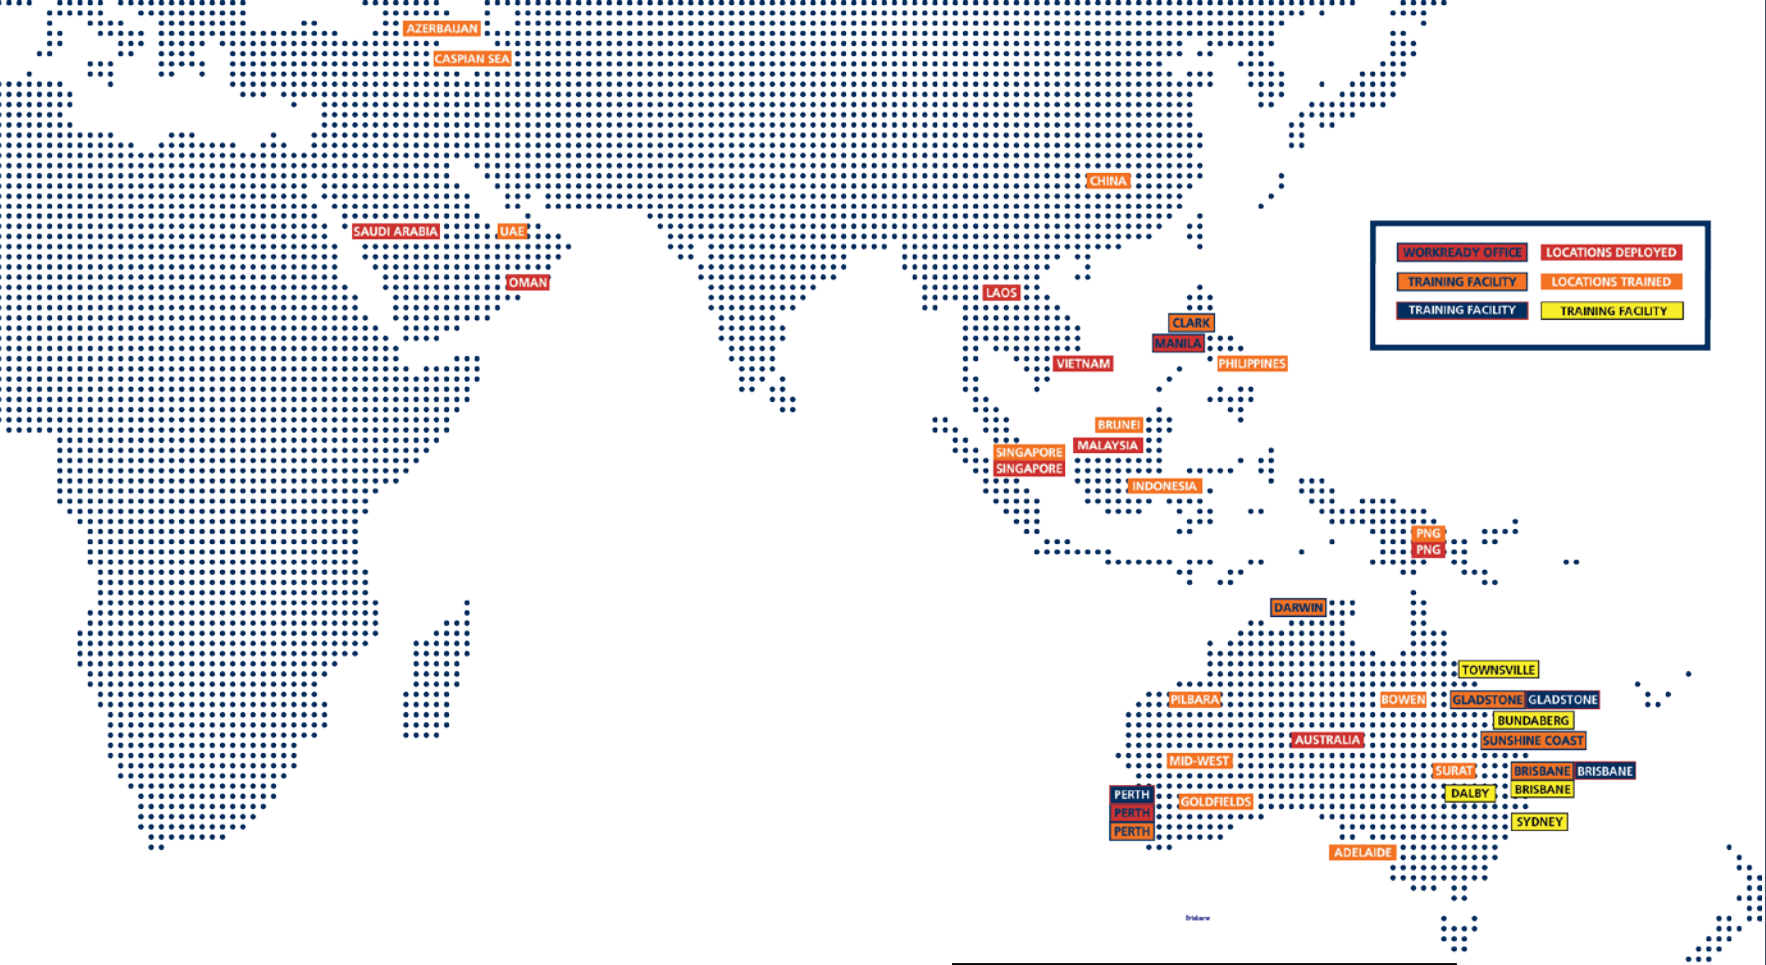 AZERBAIJAN
CASPIAN SEA
CHINA
SAUDI ARABIA
UAE
OMAN
LAOS
CLARK
MANILA
VIETNAM
PHILIPPINES
BRUNEI
MALAYSIA
SINGAPORE
SINGAPORE
INDONESIA
PNG
PNG
WORKREADY OFFICE
LOCATIONS DEPLOYED
TRAINING FACILITY
LOCATIONS TRAINED
TRAINING FACILITY
TRAINING FACILITY
DARWIN
TOWNSVILLE
PILBARA
BOWEN
GLADSTONE
GLADSTONE
BUNDABERG
AUSTRALIA
SUNSHINE COAST
MID-WEST
SURAT
BRISBANE
BRISBANE
DALBY
BRISBANE
PERTH
GOLDFIELDS
PERTH
SYDNEY
PERTH
ADELAIDE
Brisbane